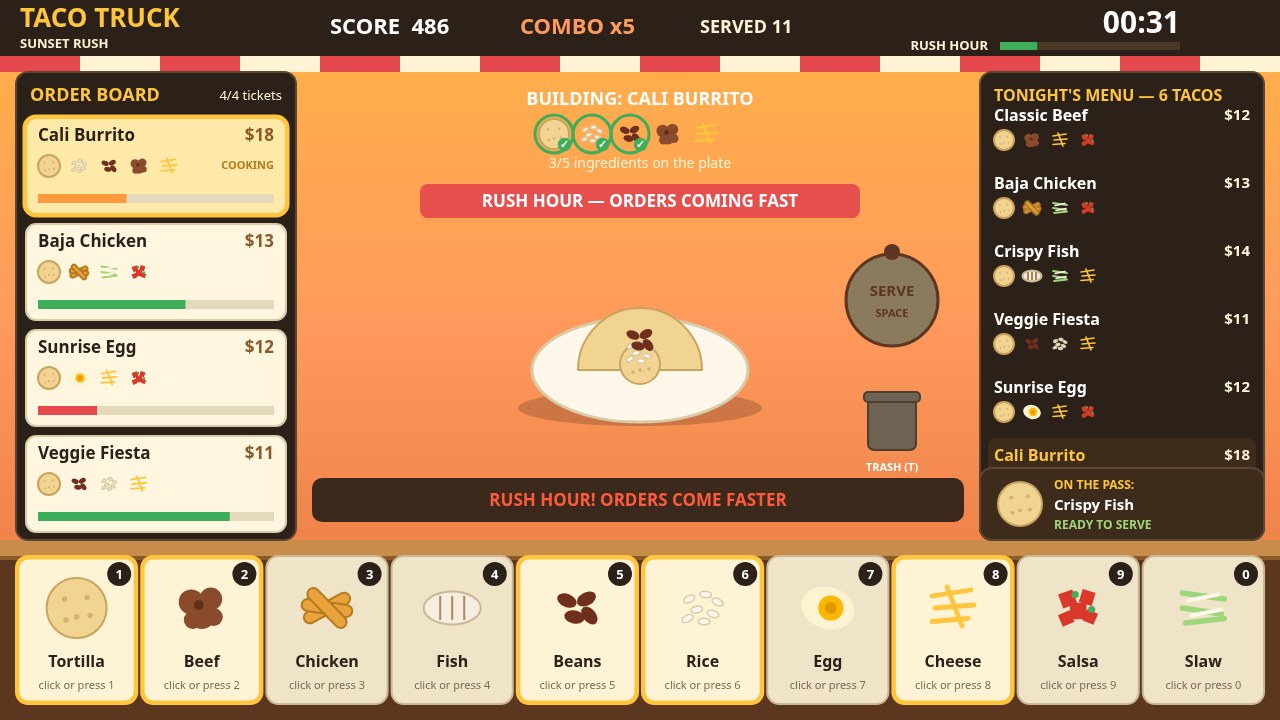 TACO TRUCK
SUNSET RUSH
SCORE 486
COMBO x5
SERVED 11
00:31
RUSH HOUR
ORDER BOARD
4/4 tickets
Cali Burrito
$18
COOKING
Baja Chicken
$13
Sunrise Egg
$12
Veggie Fiesta
$11
BUILDING: CALI BURRITO
3/5 ingredients on the plate
RUSH HOUR — ORDERS COMING FAST
SERVE
SPACE
TRASH (T)
RUSH HOUR! ORDERS COME FASTER
TONIGHT'S MENU — 6 TACOS
Classic Beef
$12
Baja Chicken
$13
Crispy Fish
$14
Veggie Fiesta
$11
Sunrise Egg
$12
Cali Burrito
$18
ON THE PASS:
Crispy Fish
READY TO SERVE
1
Tortilla
click or press 1
2
Beef
click or press 2
3
Chicken
click or press 3
4
Fish
click or press 4
5
Beans
click or press 5
6
Rice
click or press 6
7
Egg
click or press 7
8
Cheese
click or press 8
9
Salsa
click or press 9
0
Slaw
click or press 0